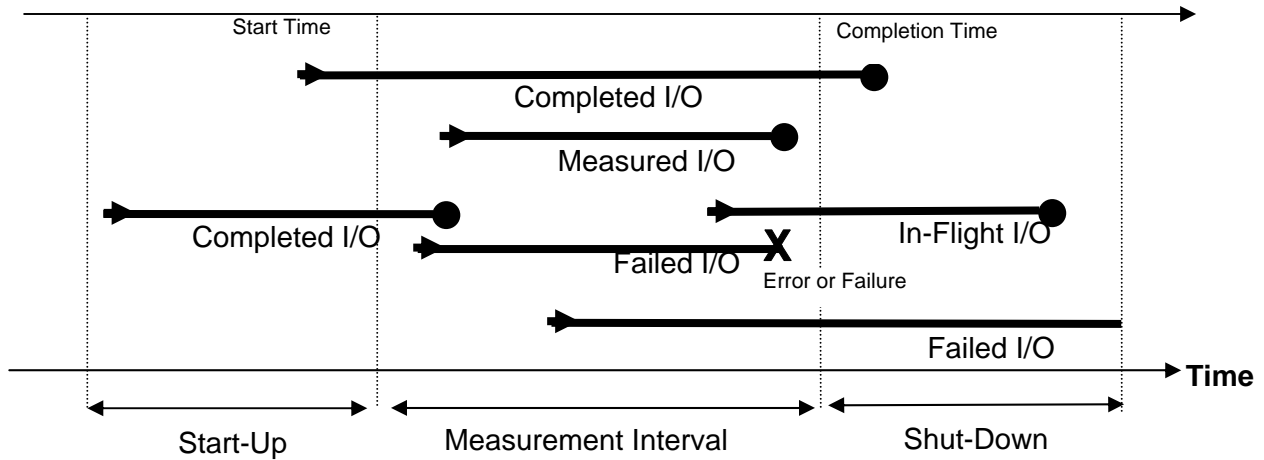 Start Time
Completion Time
Completed I/O
Measured I/O
Completed I/O
In-Flight I/O
Failed I/O
Error or Failure
Failed I/O
Time
Start-Up
Measurement Interval
Shut-Down